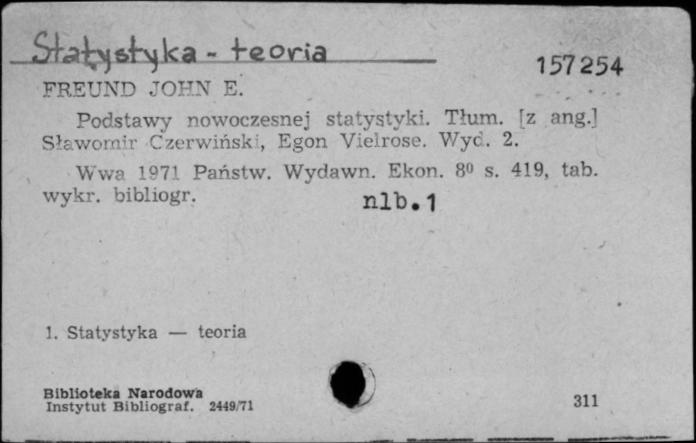 Statystyka - teoria
157254
FREUND JOHN E.
Podstawy nowoczesnej statystyki. Tłum. [z ang.]
Sławomir Czerwiński, Egon Vielrose. Wyd. 2.
Wwa 1971 Państw. Wydawn. Ekon. 8⁰ s. 419, tab.
wykr. bibliogr.
nlb.1
1. Statystyka — teoria
Biblioteka Narodowa
Instytut Bibliograf. 2449/71
311